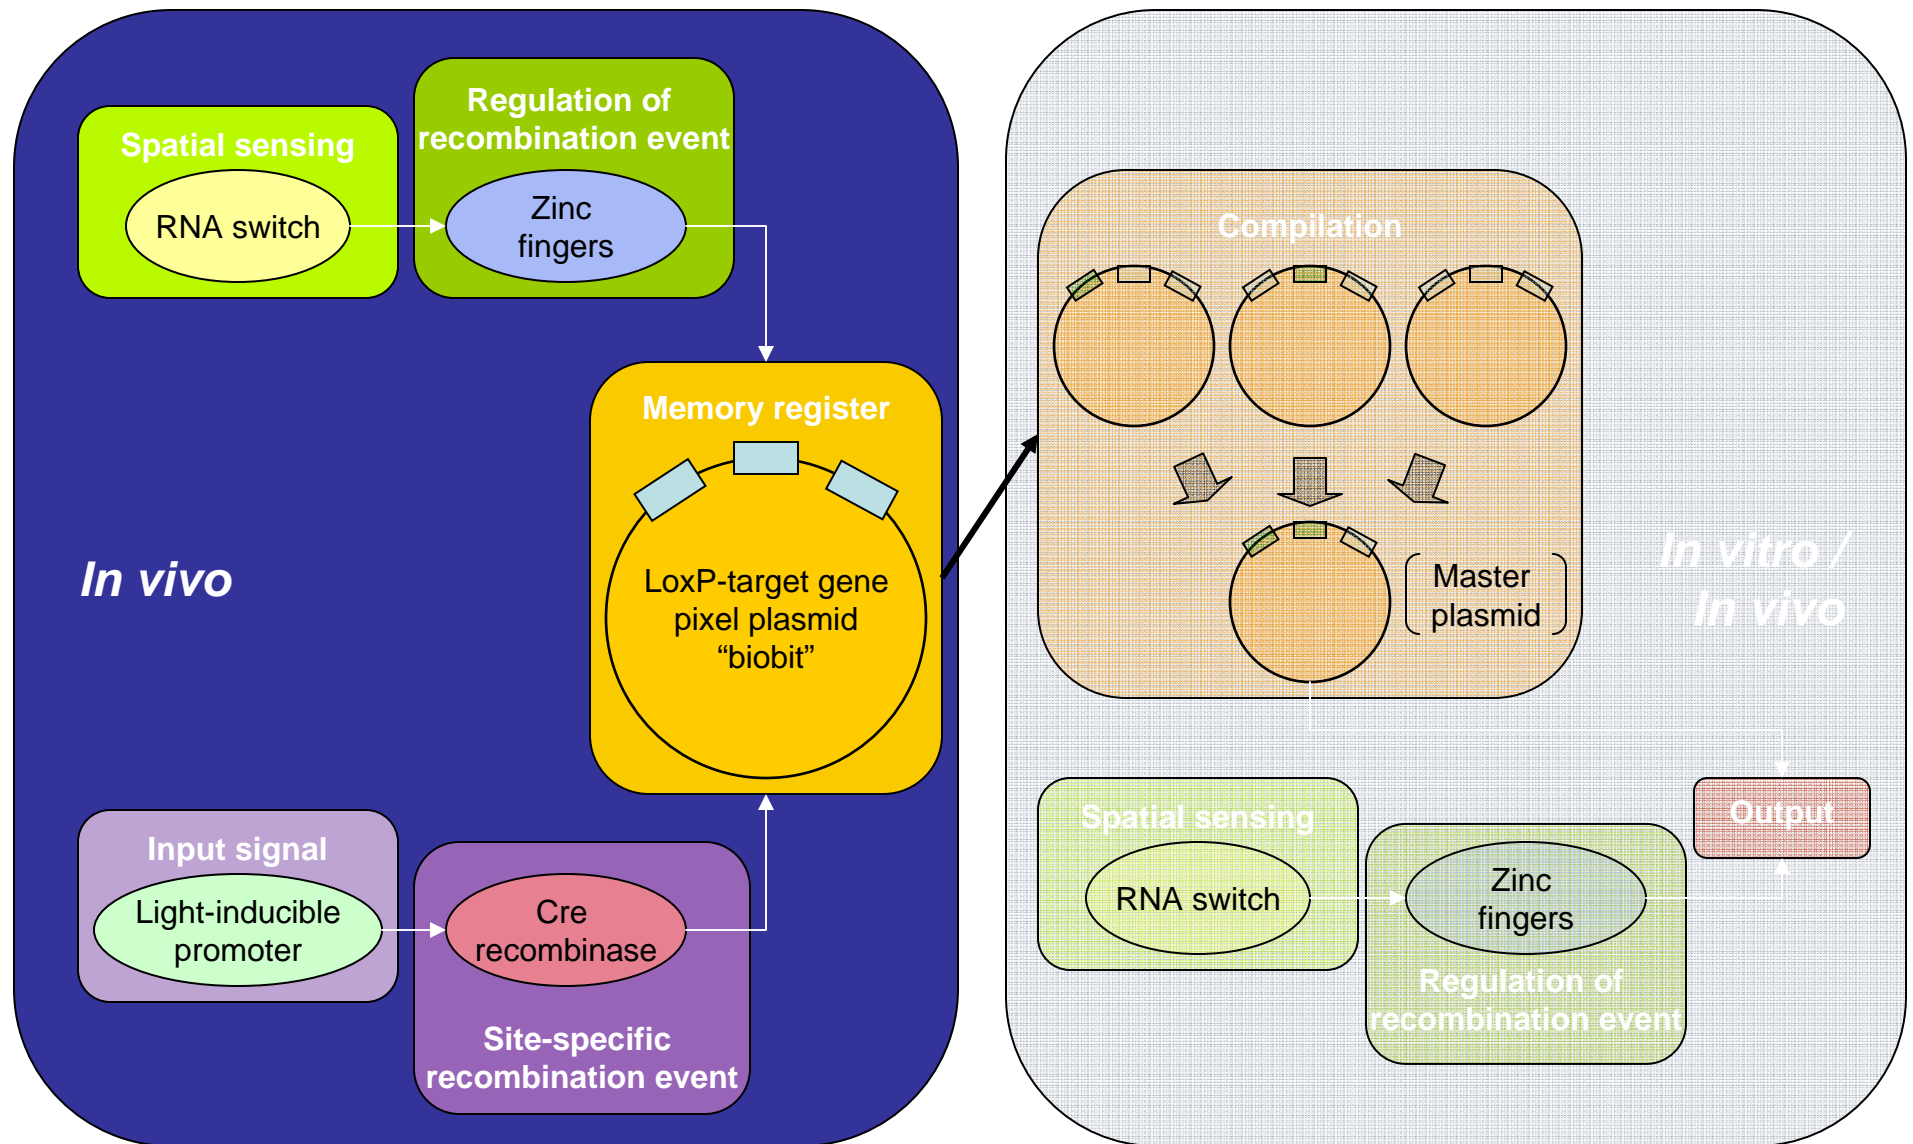 Spatial sensing
RNA switch
Regulation of
recombination event
Zinc
fingers
Memory register
LoxP-target gene
pixel plasmid
“biobit”
In vivo
Input signal
Light-inducible
promoter
Cre
recombinase
Site-specific
recombination event
Compilation
Master
plasmid
In vitro /
In vivo
Spatial sensing
RNA switch
Zinc
fingers
Regulation of
recombination event
Output